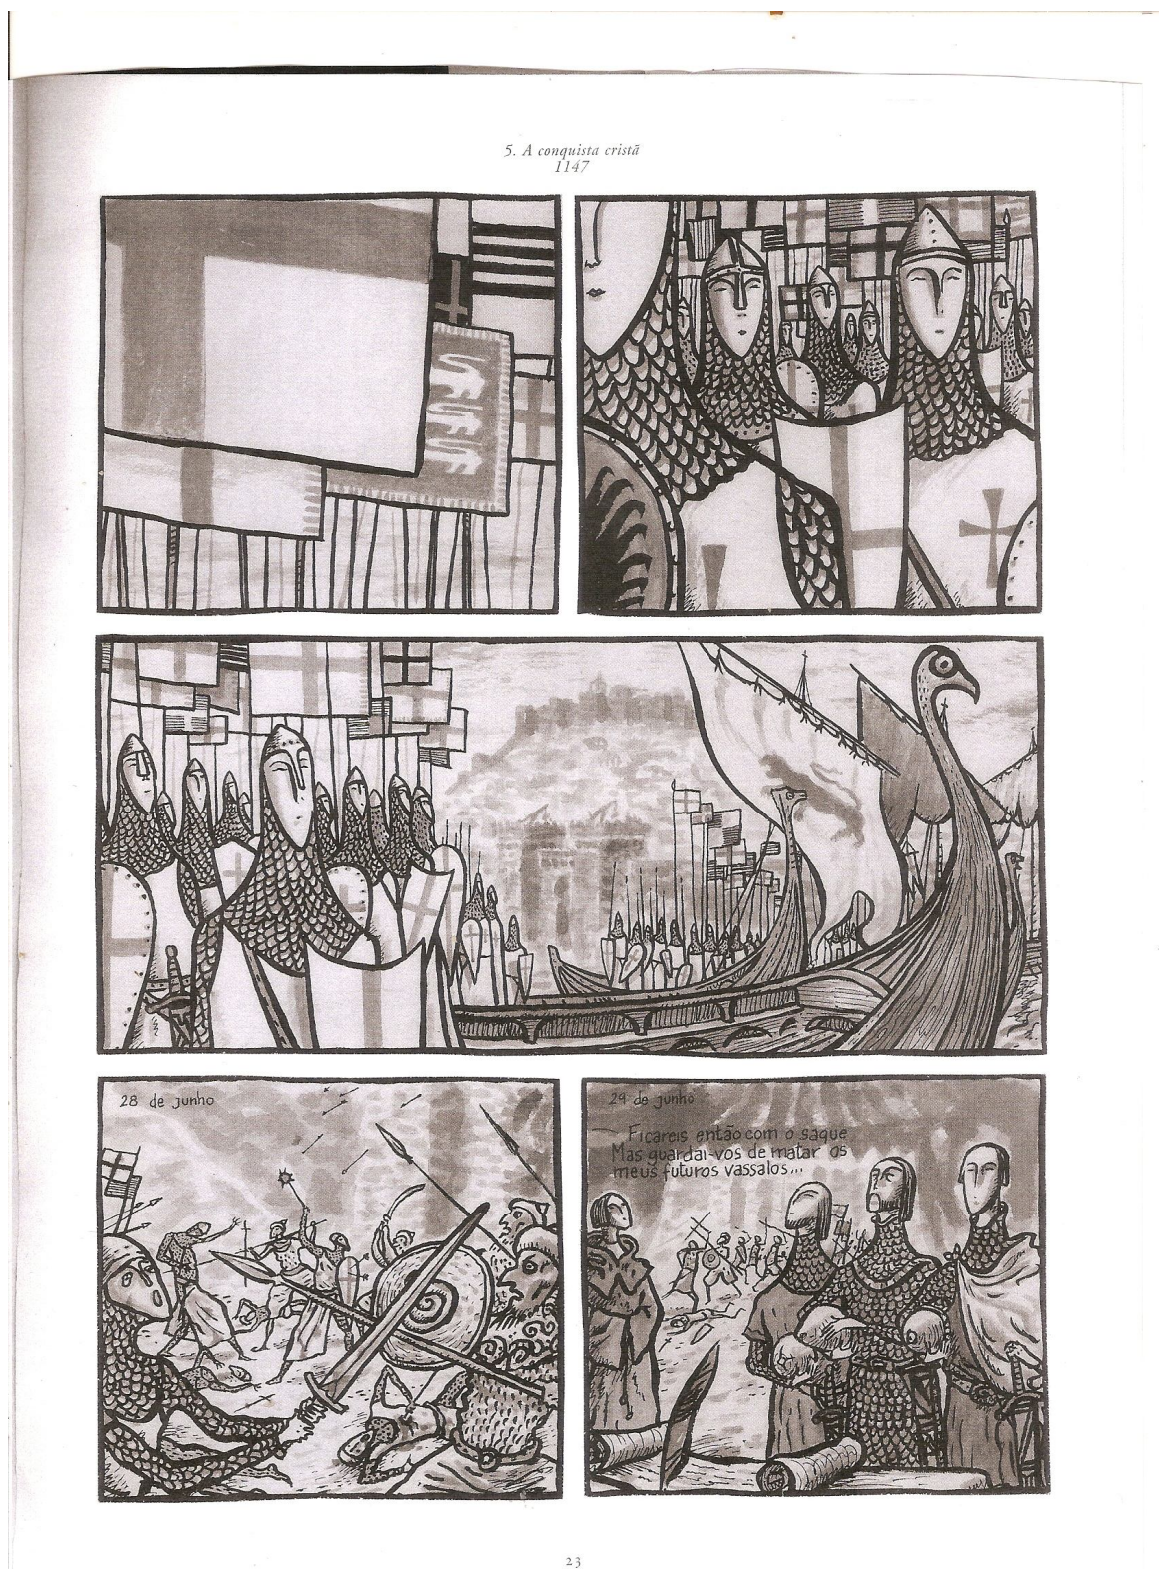 5. A conquista cristã
1147
28 de junho
29 de junho
Ficareis então com o saque
Mas guardai-vos de matar os
meus futuros vassalos...
23